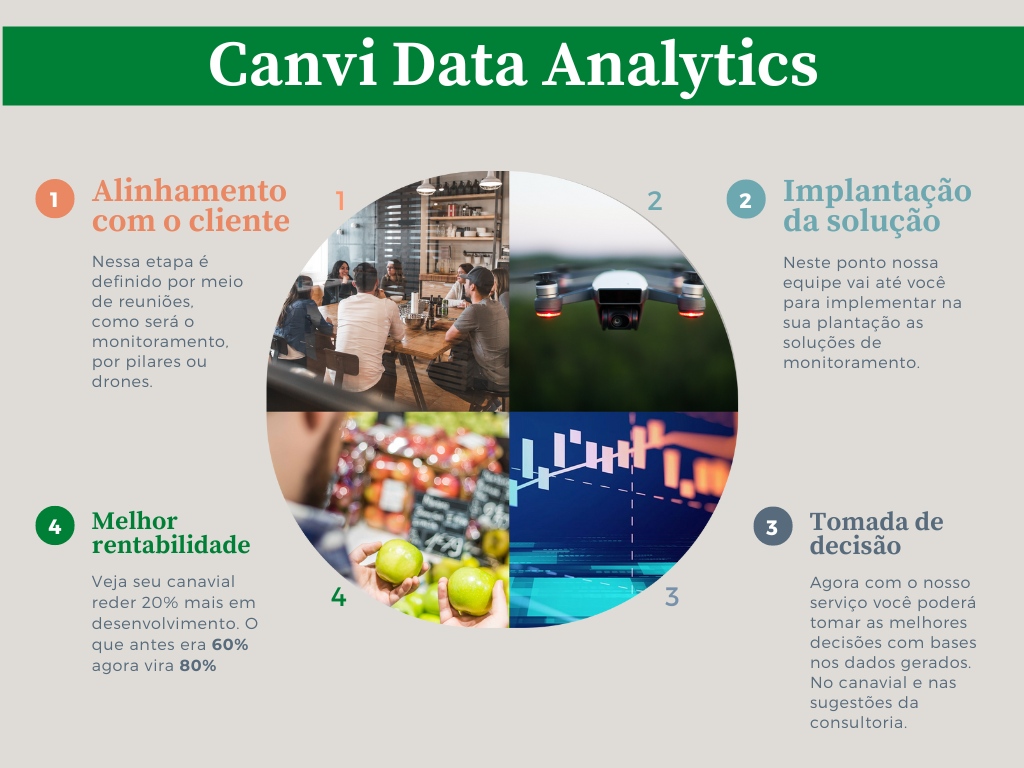 Canvi Data Analytics
1
Alinhamento
com o cliente
Nessa etapa é
definido por meio
de reuniões,
como será o
monitoramento,
por pilares ou
drones.
1
2
2
Implantação
da solução
Neste ponto nossa
equipe vai até você
para implementar na
sua plantação as
soluções de
monitoramento.
3
Tomada de
decisão
Agora com o nosso
serviço você poderá
tomar as melhores
decisões com bases
nos dados gerados.
No canavial e nas
sugestões da
consultoria.
3
4
4
Melhor
rentabilidade
Veja seu canavial
reder 20% mais em
desenvolvimento. O
que antes era 60%
agora vira 80%